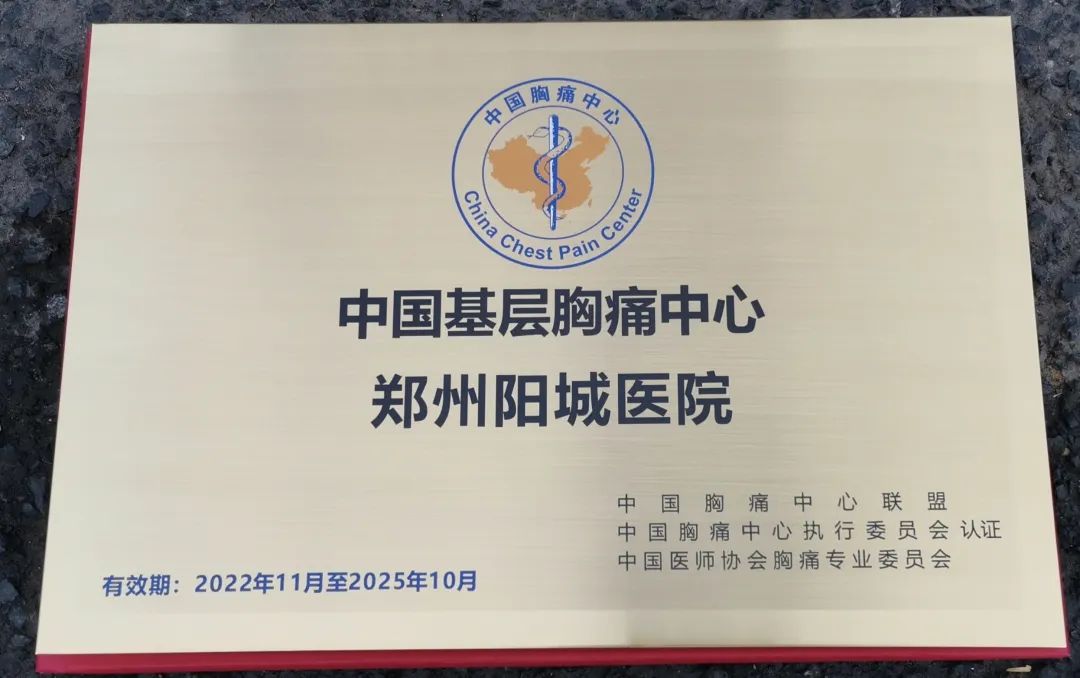 中国胸痛中心
China Chest Pain Center
中国基层胸痛中心
郑州阳城医院
中国胸痛中心联盟
中国胸痛中心执行委员会 认证
中国医师协会胸痛专业委员会
有效期：2022年11月至2025年10月